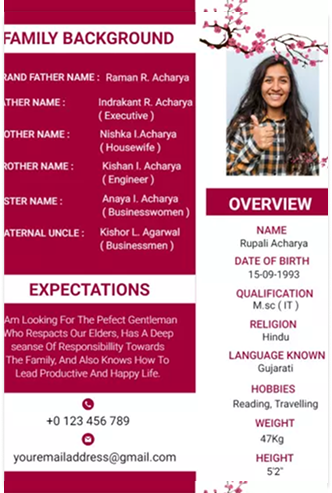 FAMILY BACKGROUND
RAND FATHER NAME : Raman R. Acharya
ATHER NAME : Indrakant R. Acharya
( Executive )
OTHER NAME : Nishka I.Acharya
( Housewife )
ROTHER NAME : Kishan I. Acharya
( Engineer )
STER NAME : Anaya I. Acharya
( Businesswomen )
ATERNAL UNCLE : Kishor L. Agarwal
( Businessmen )
EXPECTATIONS
Am Looking For The Pefect Gentleman
Who Respacts Our Elders, Has A Deep
seanse Of Responsibillity Towards
The Family, And Also Knows How To
Lead Productive And Happy Life.
+0 123 456 789
youremailaddress@gmail.com
OVERVIEW
NAME
Rupali Acharya
DATE OF BIRTH
15-09-1993
QUALIFICATION
M.sc ( IT )
RELIGION
Hindu
LANGUAGE KNOWN
Gujarati
HOBBIES
Reading, Travelling
WEIGHT
47Kg
HEIGHT
5'2"